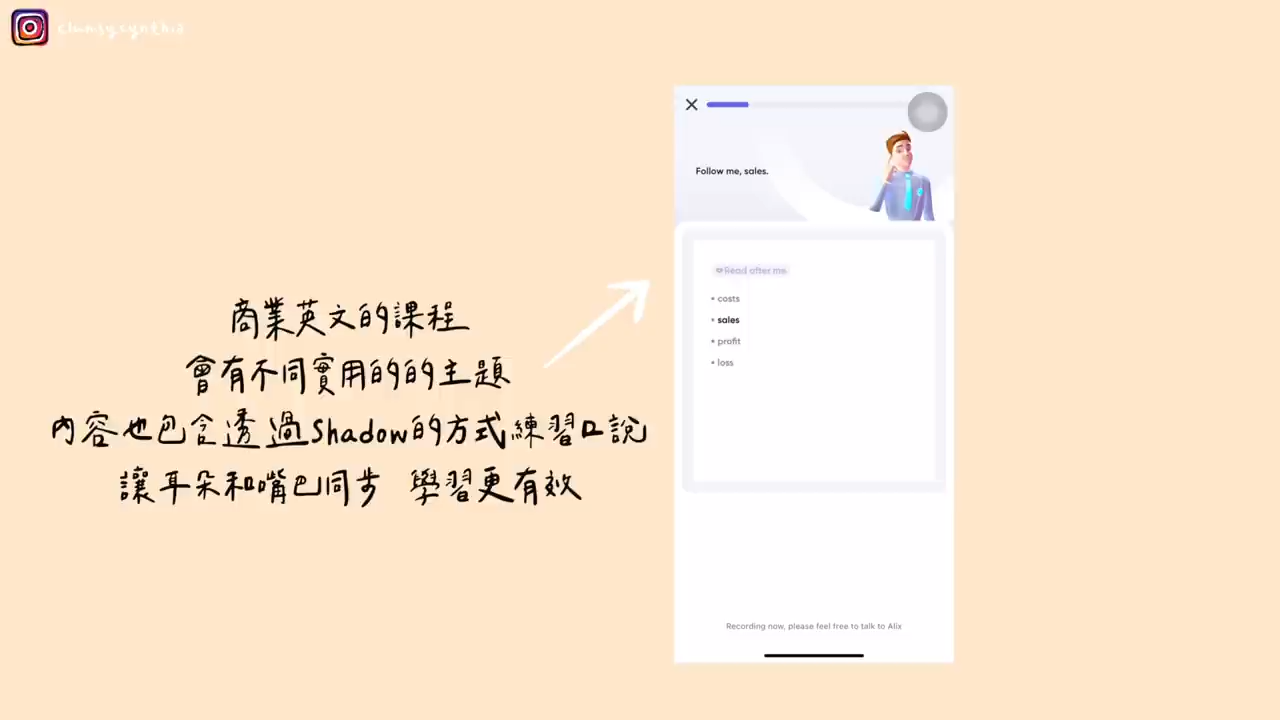 clumsycynthia
商業英文的課程
會有不同實用的的主題
內容也包含透過Shadow的方式練習口說
讓耳朵和嘴巴同步 學習更有效
Follow me, sales.
Read after me
• costs
• sales
• profit
• loss
Recording now, please feel free to talk to Alix